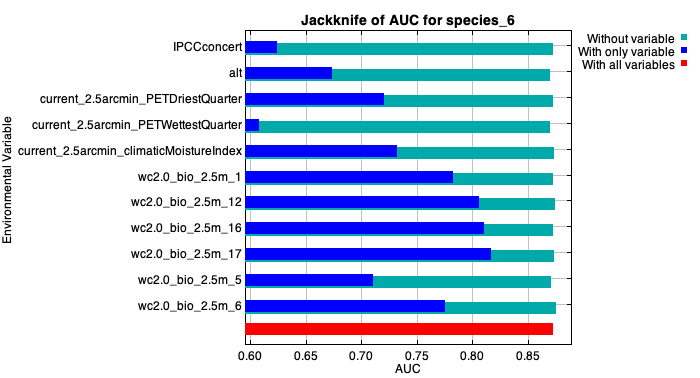 Jackknife of AUC for species_6
Without variable
With only variable
With all variables
Environmental Variable
IPCCconcert
alt
current_2.5arcmin_PETDriestQuarter
current_2.5arcmin_PETWettestQuarter
current_2.5arcmin_climaticMoistureIndex
wc2.0_bio_2.5m_1
wc2.0_bio_2.5m_12
wc2.0_bio_2.5m_16
wc2.0_bio_2.5m_17
wc2.0_bio_2.5m_5
wc2.0_bio_2.5m_6
0.60 0.65 0.70 0.75 0.80 0.85
AUC